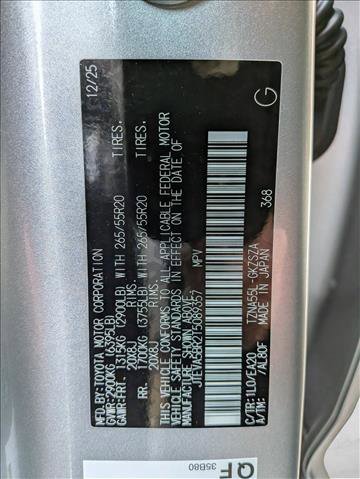 MFD. BY:TOYOTA MOTOR CORPORATION 12/25
GVWR:2900KG (6395LB)
GAWR:FRT. 1315KG (2900LB) WITH 265/55R20 TIRES.
20X8J RIMS
RR. 1710KG (3755LB) WITH 265/55R20 TIRES.
20X8J RIMS
THIS VEHICLE CONFORMS TO ALL APPLICABLE FEDERAL MOTOR
VEHICLE SAFETY STANDARDS IN EFFECT ON THE DATE OF
MANUFACTURE SHOWN ABOVE.
MPV
C/TR:1L0/EA20 TZNA55L-GKZSZA
A/TM: /AL80F MADE IN JAPAN
368
G
QF
35B80